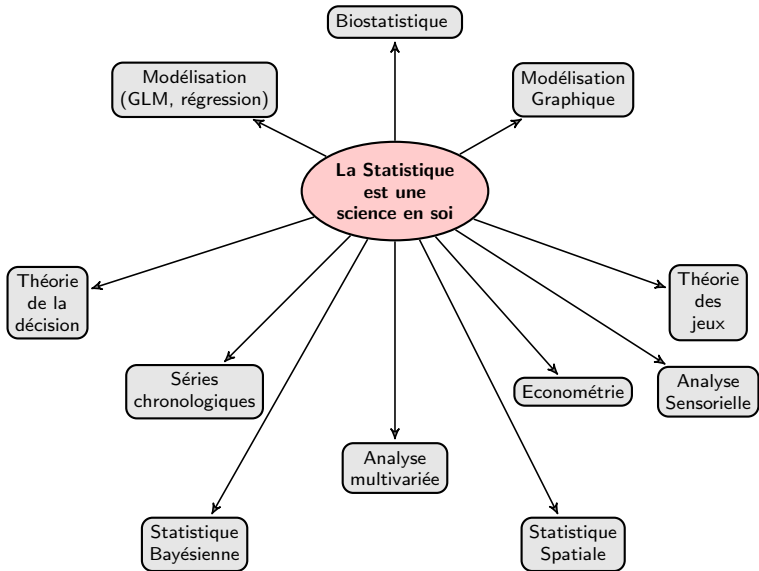 Biostatistique
Modélisation
(GLM, régression)
Modélisation
Graphique
La Statistique
est une
science en soi
Théorie
de la
décision
Théorie
des
jeux
Séries
chronologiques
Econométrie
Analyse
Sensorielle
Analyse
multivariée
Statistique
Bayésienne
Statistique
Spatiale